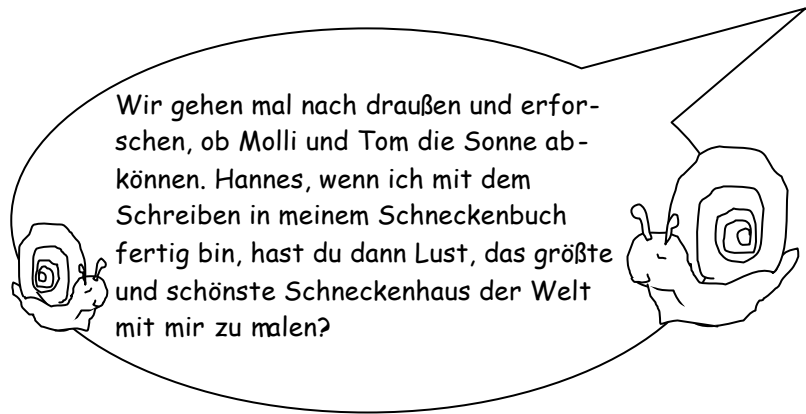 Wir gehen mal nach draußen und erfor-
schen, ob Molli und Tom die Sonne ab-
können. Hannes, wenn ich mit dem
Schreiben in meinem Schneckenbuch
fertig bin, hast du dann Lust, das größte
und schönste Schneckenhaus der Welt
mit mir zu malen?